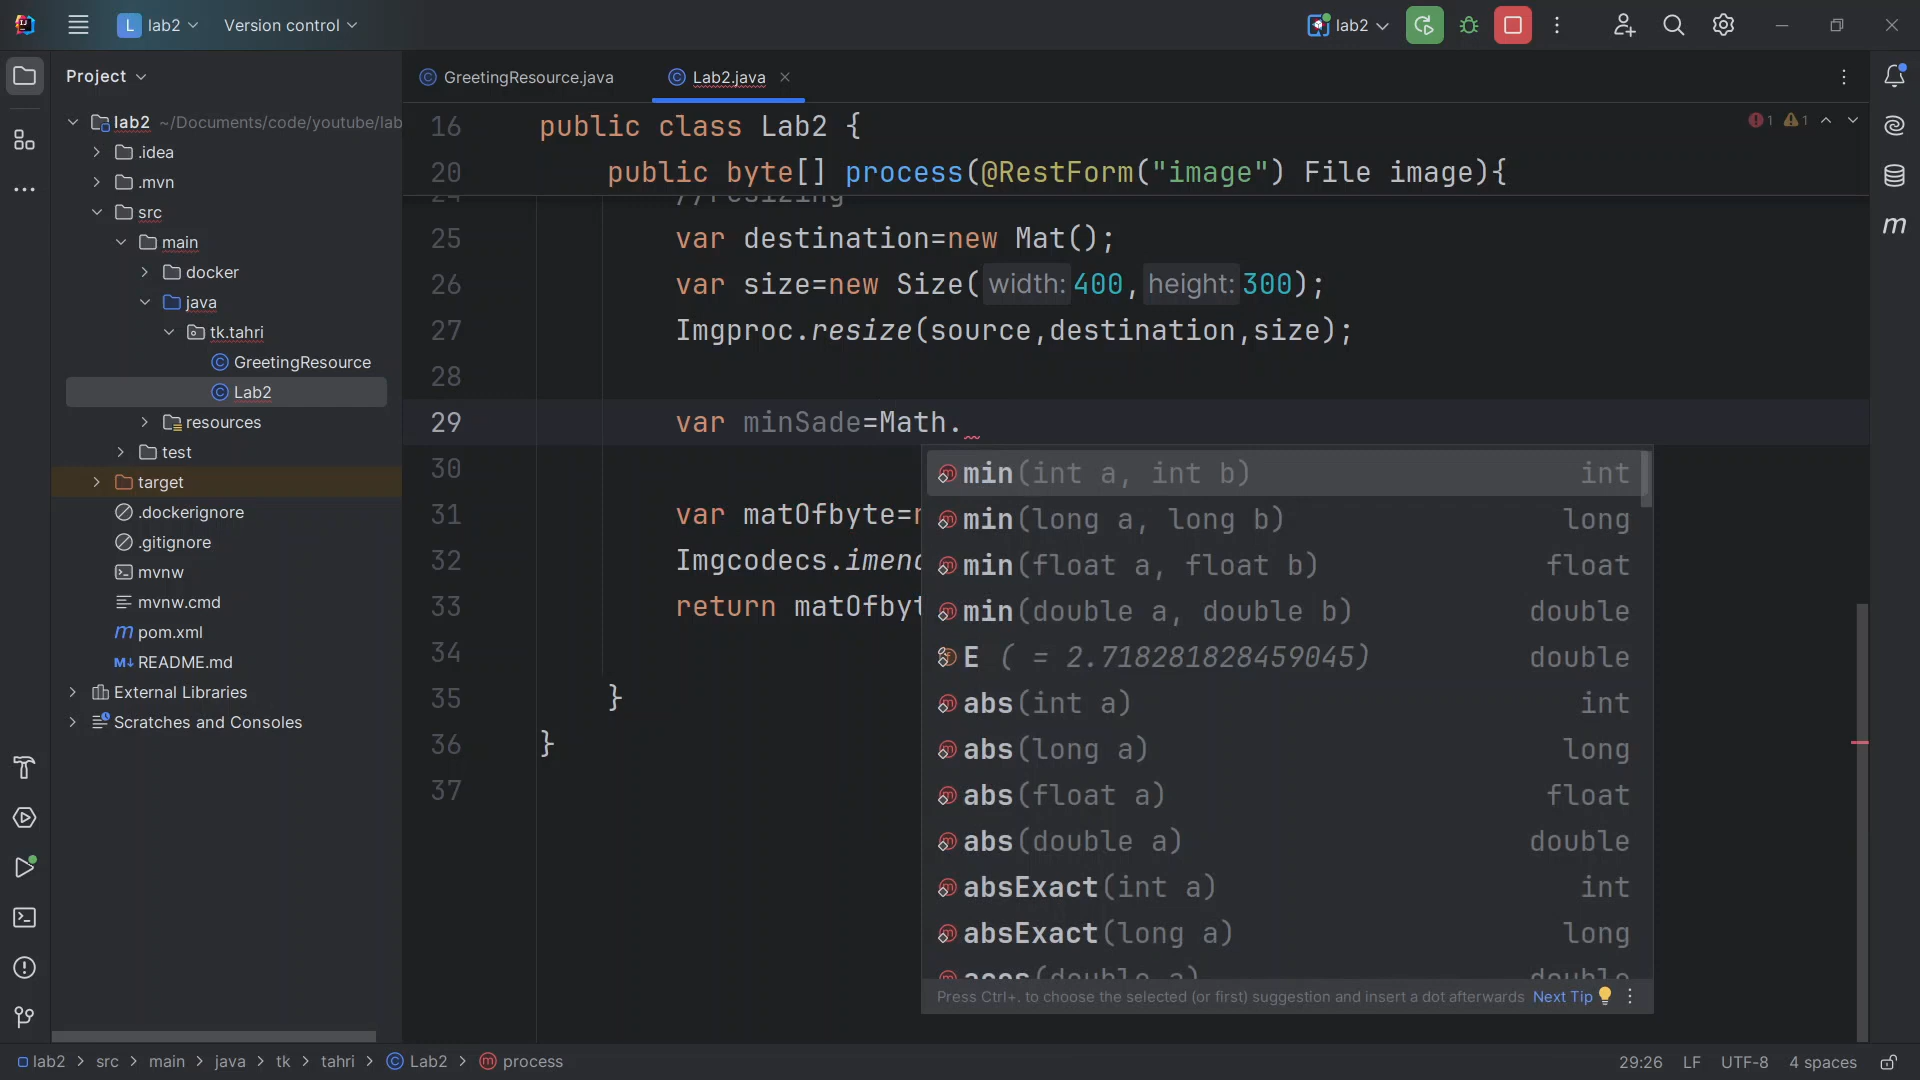 L lab2 Version control lab2
Project
GreetingResource.java Lab2.java
lab2 ~/Documents/code/youtube/lab
.idea
.mvn
src
main
docker
java
tk.tahri
GreetingResource
Lab2
resources
test
target
.dockerignore
.gitignore
mvnw
mvnw.cmd
pom.xml
README.md
External Libraries
Scratches and Consoles
16 public class Lab2 {
20 public byte[] process(@RestForm("image") File image){
1 1
24 //resizing
25 var destination=new Mat();
26 var size=new Size( width: 400, height: 300);
27 Imgproc.resize(source,destination,size);
28
29 var minSade=Math.
30
31 var matOfbyte=n
32 Imgcodecs.imenc
33 return matOfbyt
34
35 }
36 }
37
min(int a, int b) int
min(long a, long b) long
min(float a, float b) float
min(double a, double b) double
E ( = 2.718281828459045) double
abs(int a) int
abs(long a) long
abs(float a) float
abs(double a) double
absExact(int a) int
absExact(long a) long
acos(double a) double
Press Ctrl+. to choose the selected (or first) suggestion and insert a dot afterwards Next Tip
lab2 > src > main > java > tk > tahri > Lab2 > process
29:26 LF UTF-8 4 spaces